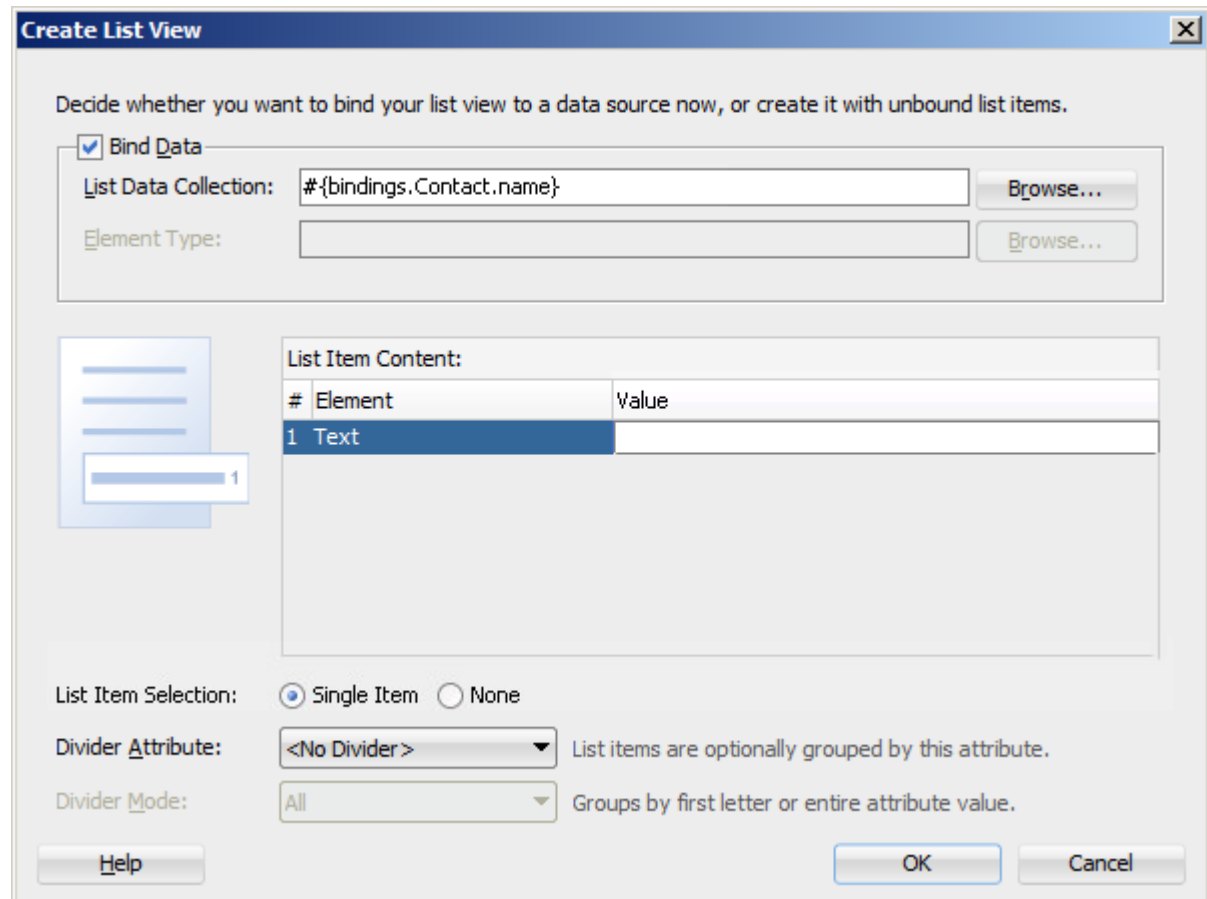 Create List View
Decide whether you want to bind your list view to a data source now, or create it with unbound list items.
Bind Data
List Data Collection: #{bindings.Contact.name} Browse...
Element Type: Browse...
List Item Content:
# Element Value
1 Text
1
List Item Selection: Single Item None
Divider Attribute: <No Divider> List items are optionally grouped by this attribute.
Divider Mode: All Groups by first letter or entire attribute value.
Help OK Cancel